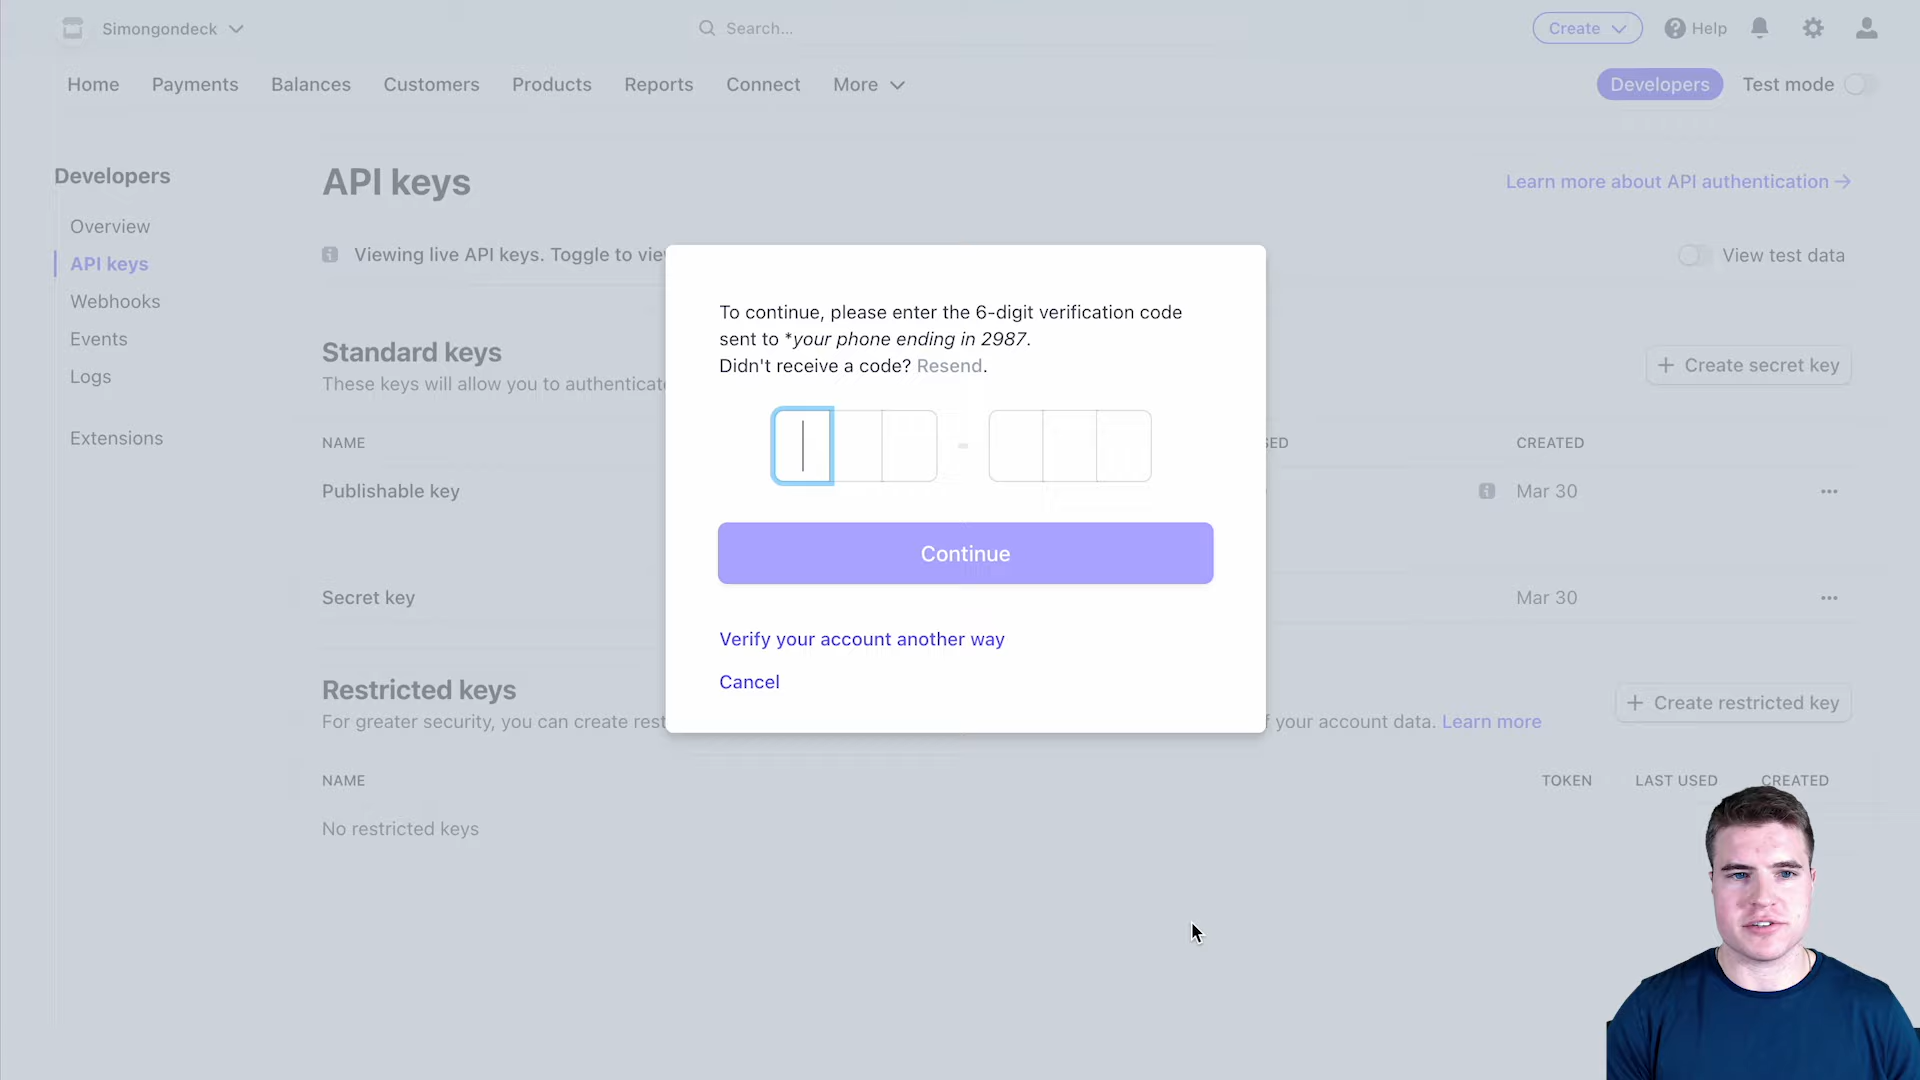 Simongondeck
Search...
Create
Help
Home
Payments
Balances
Customers
Products
Reports
Connect
More
Developers
Test mode
Developers
Overview
API keys
Webhooks
Events
Logs
Extensions
API keys
Learn more about API authentication →
Viewing live API keys. Toggle to vie
View test data
Standard keys
These keys will allow you to authenticate
+ Create secret key
NAME
CREATED
Publishable key
Mar 30
Secret key
Mar 30
Restricted keys
For greater security, you can create rest
your account data. Learn more
+ Create restricted key
NAME
TOKEN
LAST USED
CREATED
No restricted keys
To continue, please enter the 6-digit verification code
sent to *your phone ending in 2987.
Didn't receive a code? Resend.
-
Continue
Verify your account another way
Cancel